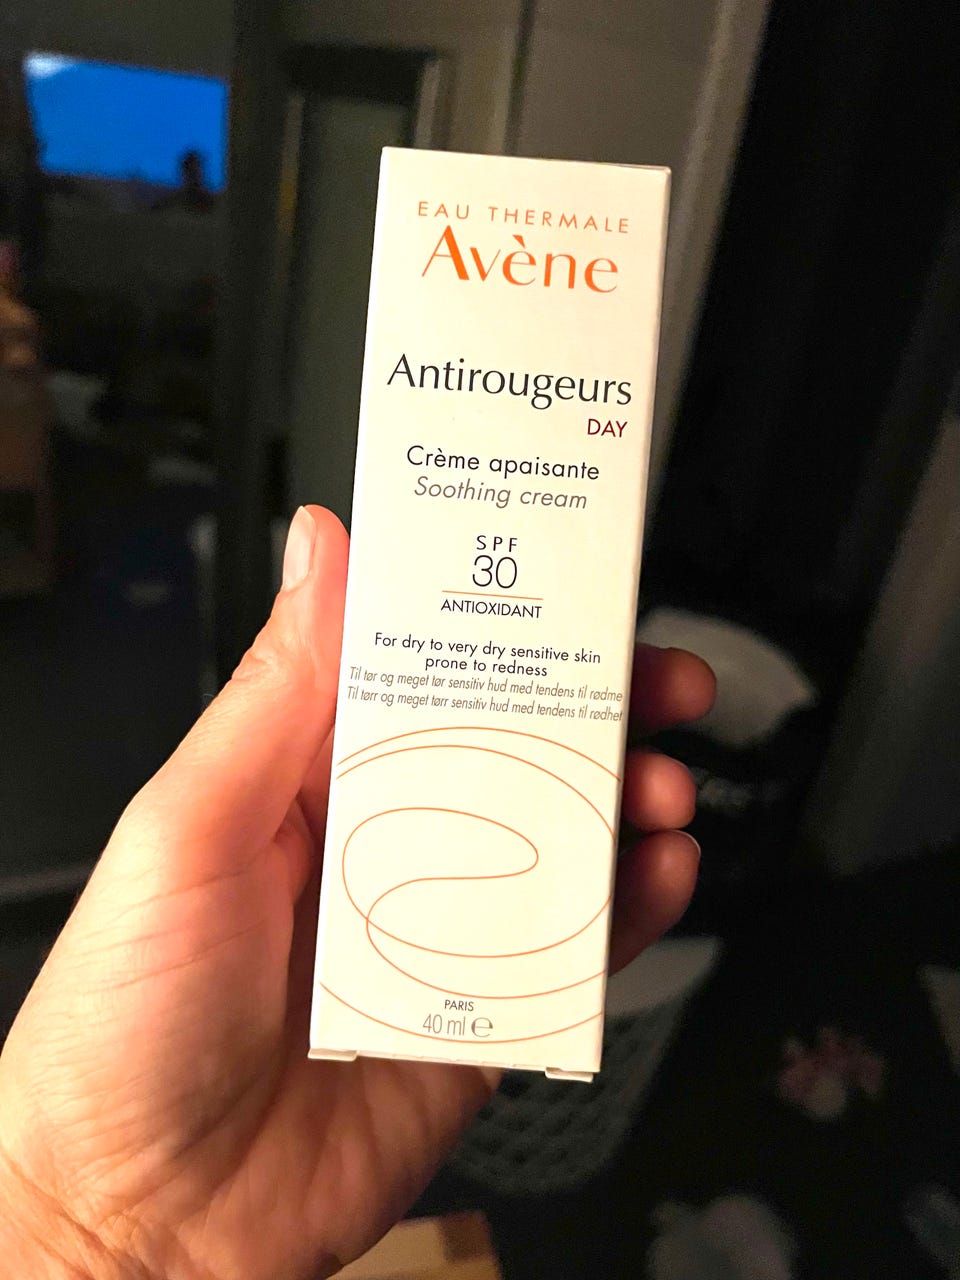 EAU THERMALE
Avène
Antirougeurs
DAY
Crème apaisante
Soothing cream
SPF
30
ANTIOXIDANT
For dry to very dry sensitive skin
prone to redness
Til tør og meget tør sensitiv hud med tendens til rødme
Til tørr og meget tørr sensitiv hud med tendens til rødhet
PARIS
40 ml ℮